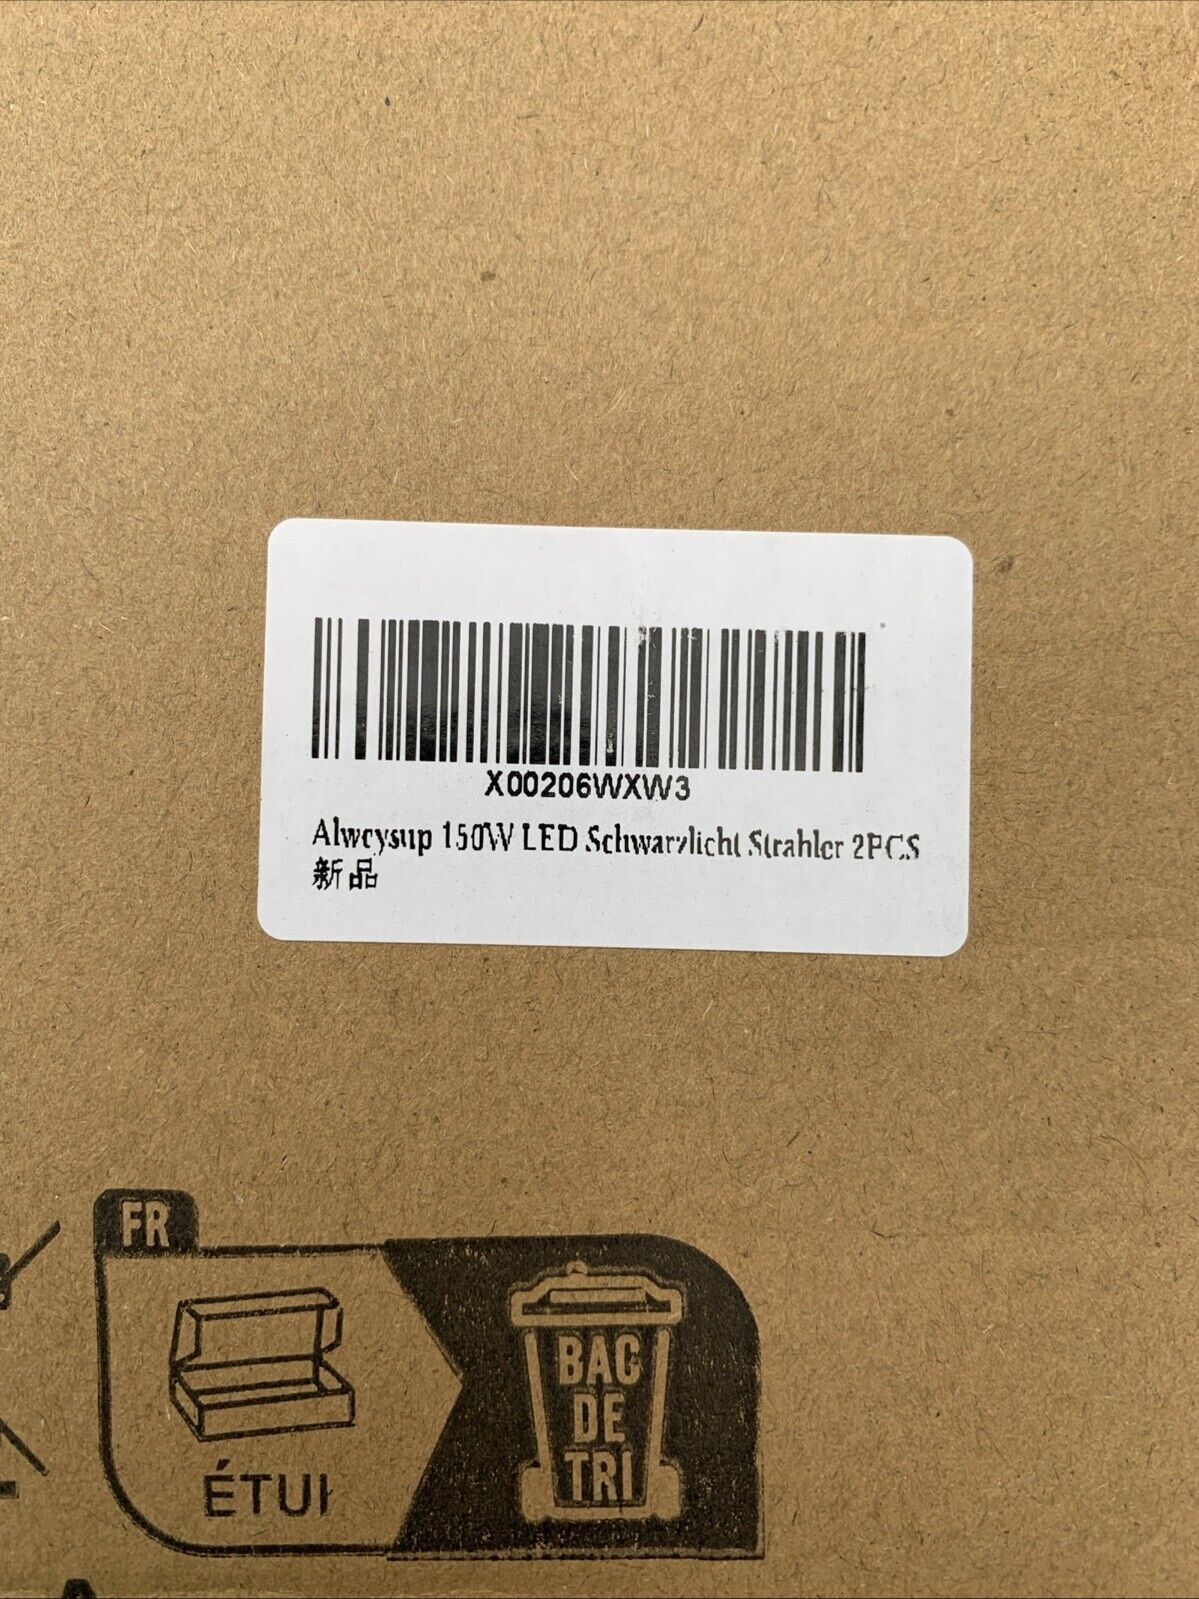 X00206WXW3
Alweysup 150W LED Schwarzlicht Strahler 2PCS
新品
FR
BAC
DE
TRI
ÉTUI